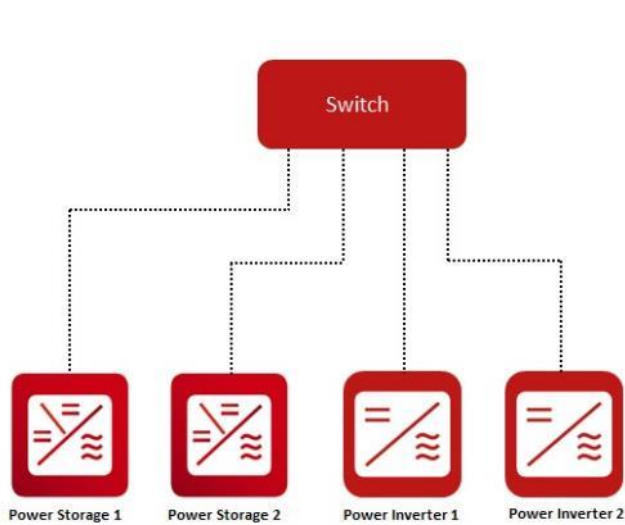 Switch
Power Storage 1
Power Storage 2
Power Inverter 1
Power Inverter 2